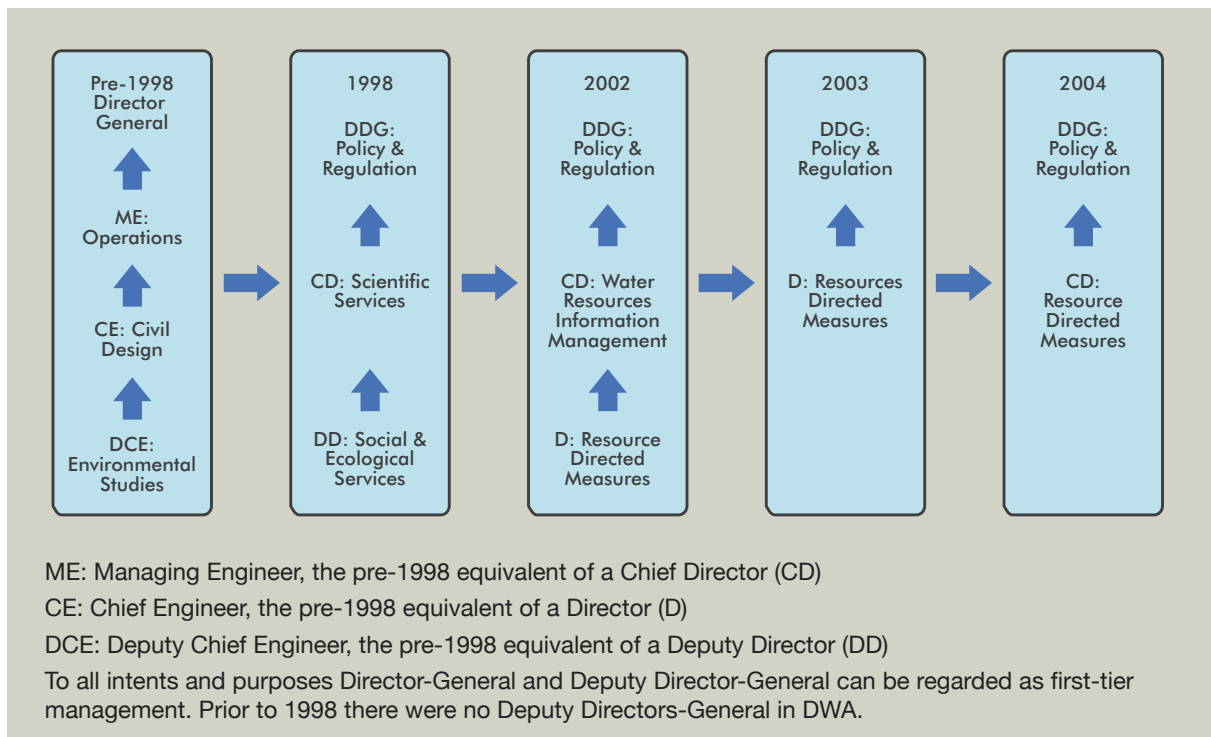 Pre-1998
Director
General
ME:
Operations
CE: Civil
Design
DCE:
Environmental
Studies
1998
DDG:
Policy &
Regulation
CD: Scientific
Services
DD: Social &
Ecological
Services
2002
DDG:
Policy &
Regulation
CD: Water
Resources
Information
Management
D: Resource
Directed
Measures
2003
DDG:
Policy &
Regulation
D: Resources
Directed
Measures
2004
DDG:
Policy &
Regulation
CD:
Resource
Directed
Measures
ME: Managing Engineer, the pre-1998 equivalent of a Chief Director (CD)
CE: Chief Engineer, the pre-1998 equivalent of a Director (D)
DCE: Deputy Chief Engineer, the pre-1998 equivalent of a Deputy Director (DD)
To all intents and purposes Director-General and Deputy Director-General can be regarded as first-tier
management. Prior to 1998 there were no Deputy Directors-General in DWA.